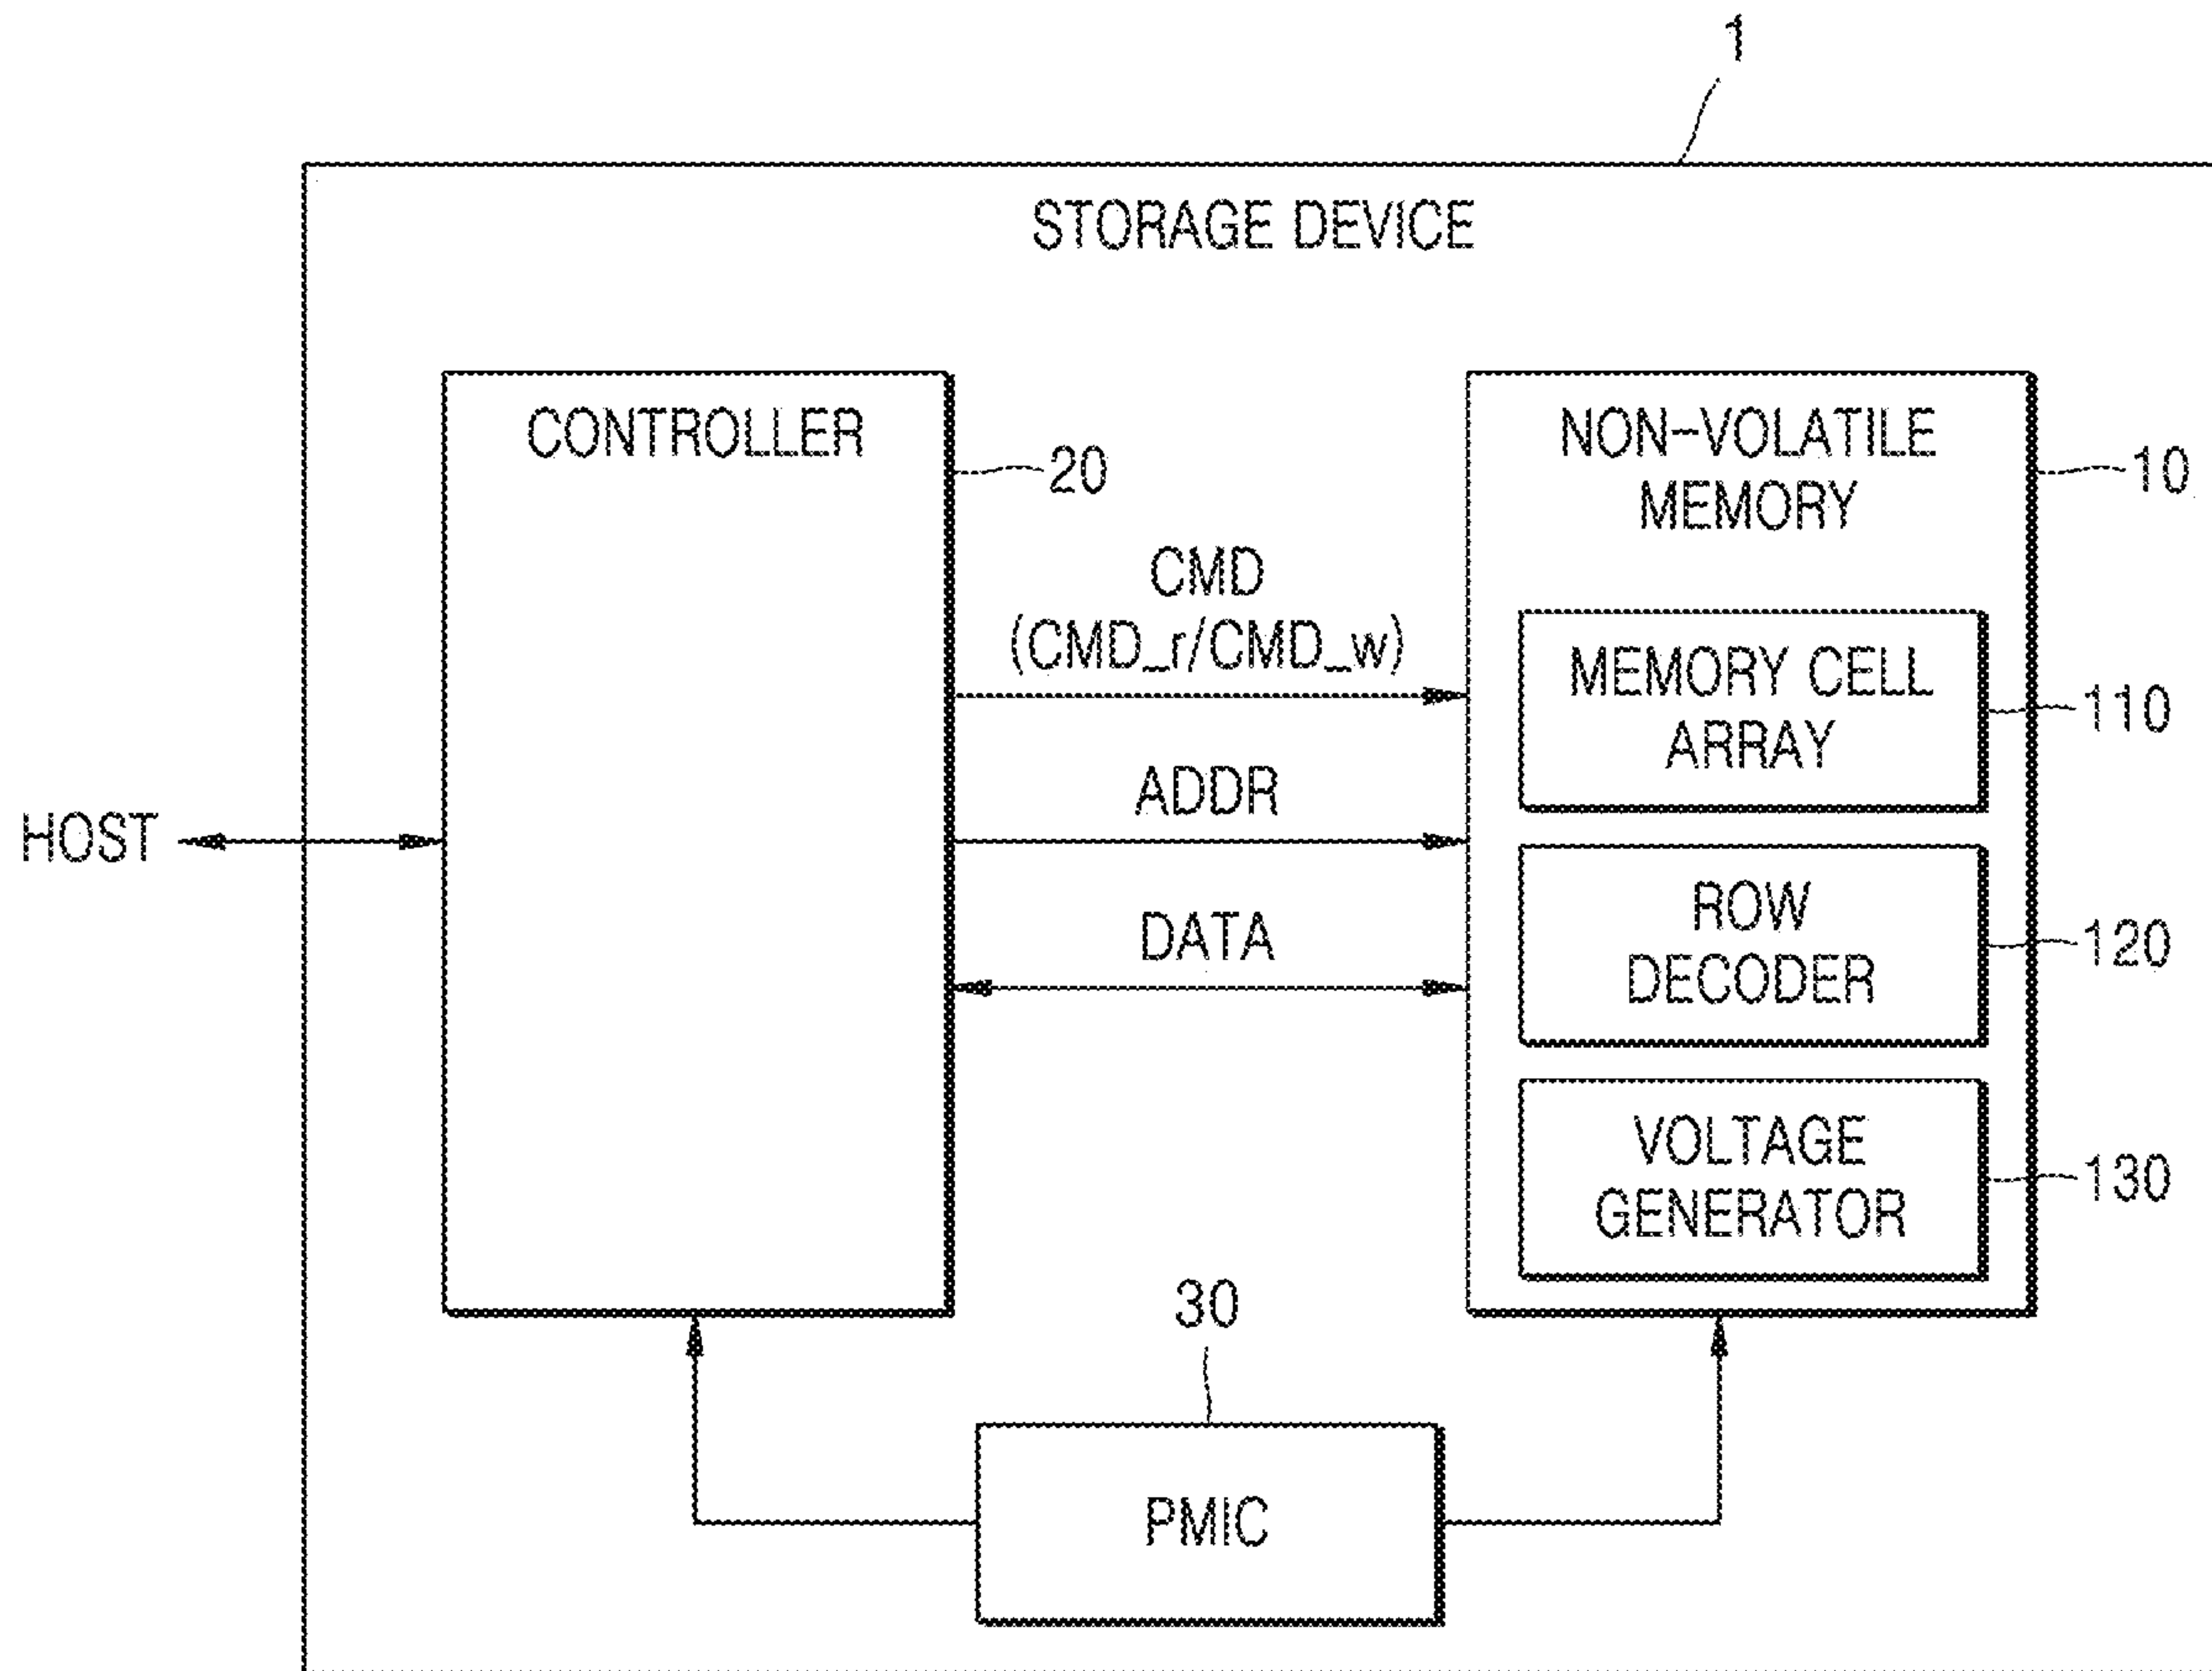 1
STORAGE DEVICE
CONTROLLER
20
NON-VOLATILE
MEMORY
10
CMD
(CMD_r/CMD_w)
MEMORY CELL
ARRAY
110
ADDR
HOST
DATA
ROW
DECODER
120
VOLTAGE
GENERATOR
130
30
PMIC